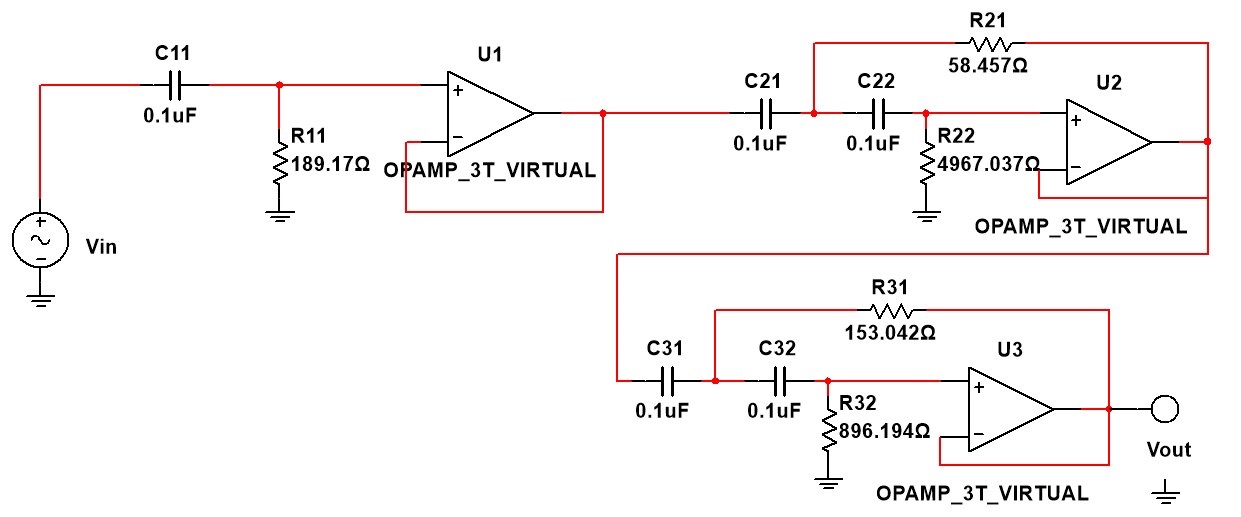 C11
0.1uF
R11
189.17Ω
U1
+
−
OPAMP_3T_VIRTUAL
Vin
+
−
C21
0.1uF
C22
0.1uF
R21
58.457Ω
R22
4967.037Ω
U2
+
−
OPAMP_3T_VIRTUAL
C31
0.1uF
C32
0.1uF
R31
153.042Ω
R32
896.194Ω
U3
+
−
OPAMP_3T_VIRTUAL
Vout